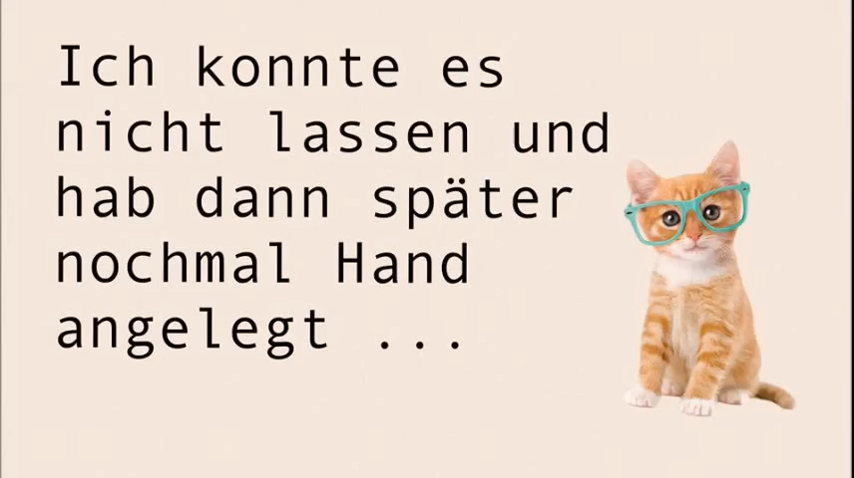 Ich konnte es
nicht lassen und
hab dann später
nochmal Hand
angelegt ...